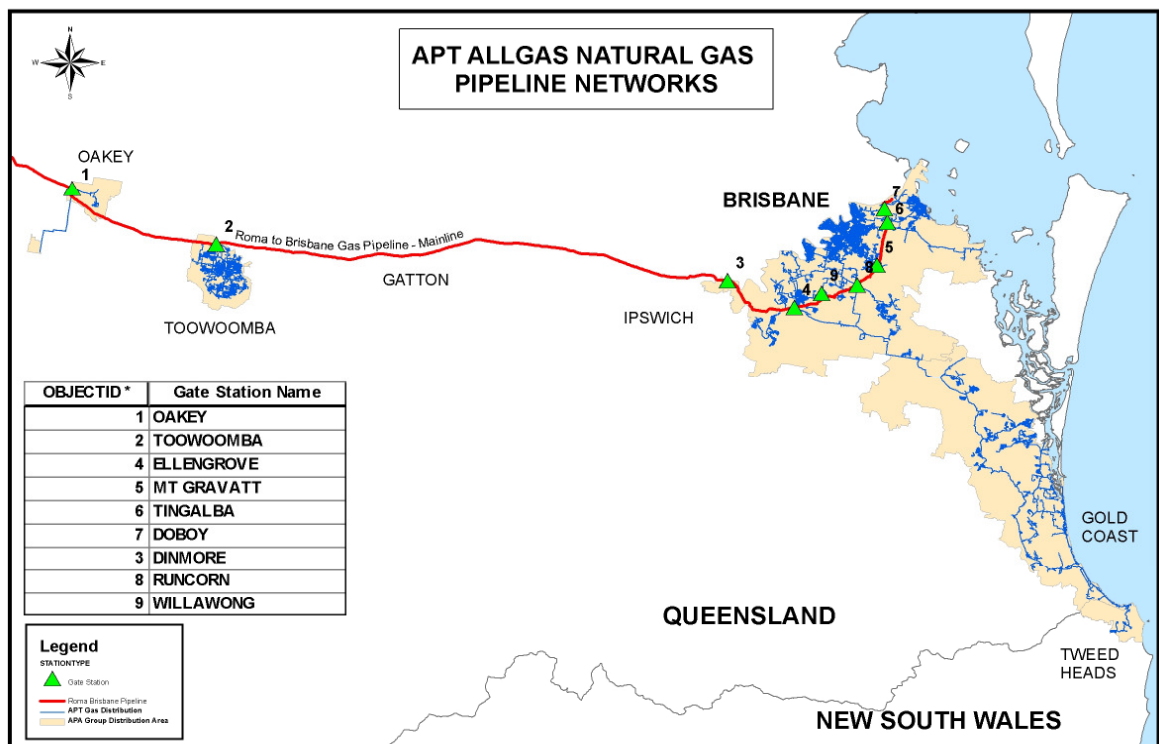 APT ALLGAS NATURAL GAS
PIPELINE NETWORKS
N
W
E
S
OAKEY
1
2
Roma to Brisbane Gas Pipeline - Mainline
GATTON
TOOWOOMBA
BRISBANE
7
6
5
3
9
8
4
IPSWICH
OBJECTID * Gate Station Name
1 OAKEY
2 TOOWOOMBA
4 ELLENGROVE
5 MT GRAVATT
6 TINGALBA
7 DOBOY
3 DINMORE
8 RUNCORN
9 WILLAWONG
GOLD
COAST
QUEENSLAND
TWEED
HEADS
NEW SOUTH WALES
Legend
STATIONTYPE
Gate Station
Roma Brisbane Pipeline
APT Gas Distribution
APA Group Distribution Area